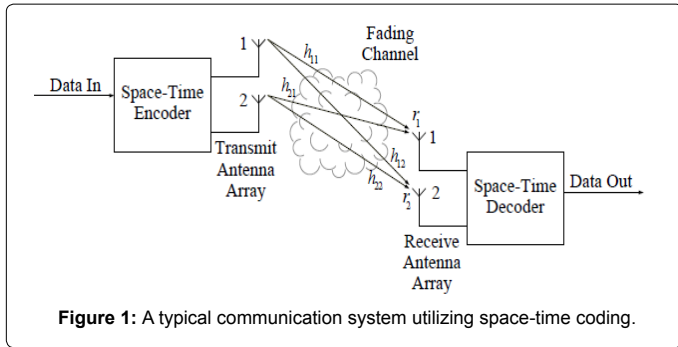 Fading
Channel
Data In
Space-Time
Encoder
1
2
Transmit
Antenna
Array
h11
h21
h12
h22
r1
1
r2
2
Receive
Antenna
Array
Space-Time
Decoder
Data Out
Figure 1: A typical communication system utilizing space-time coding.